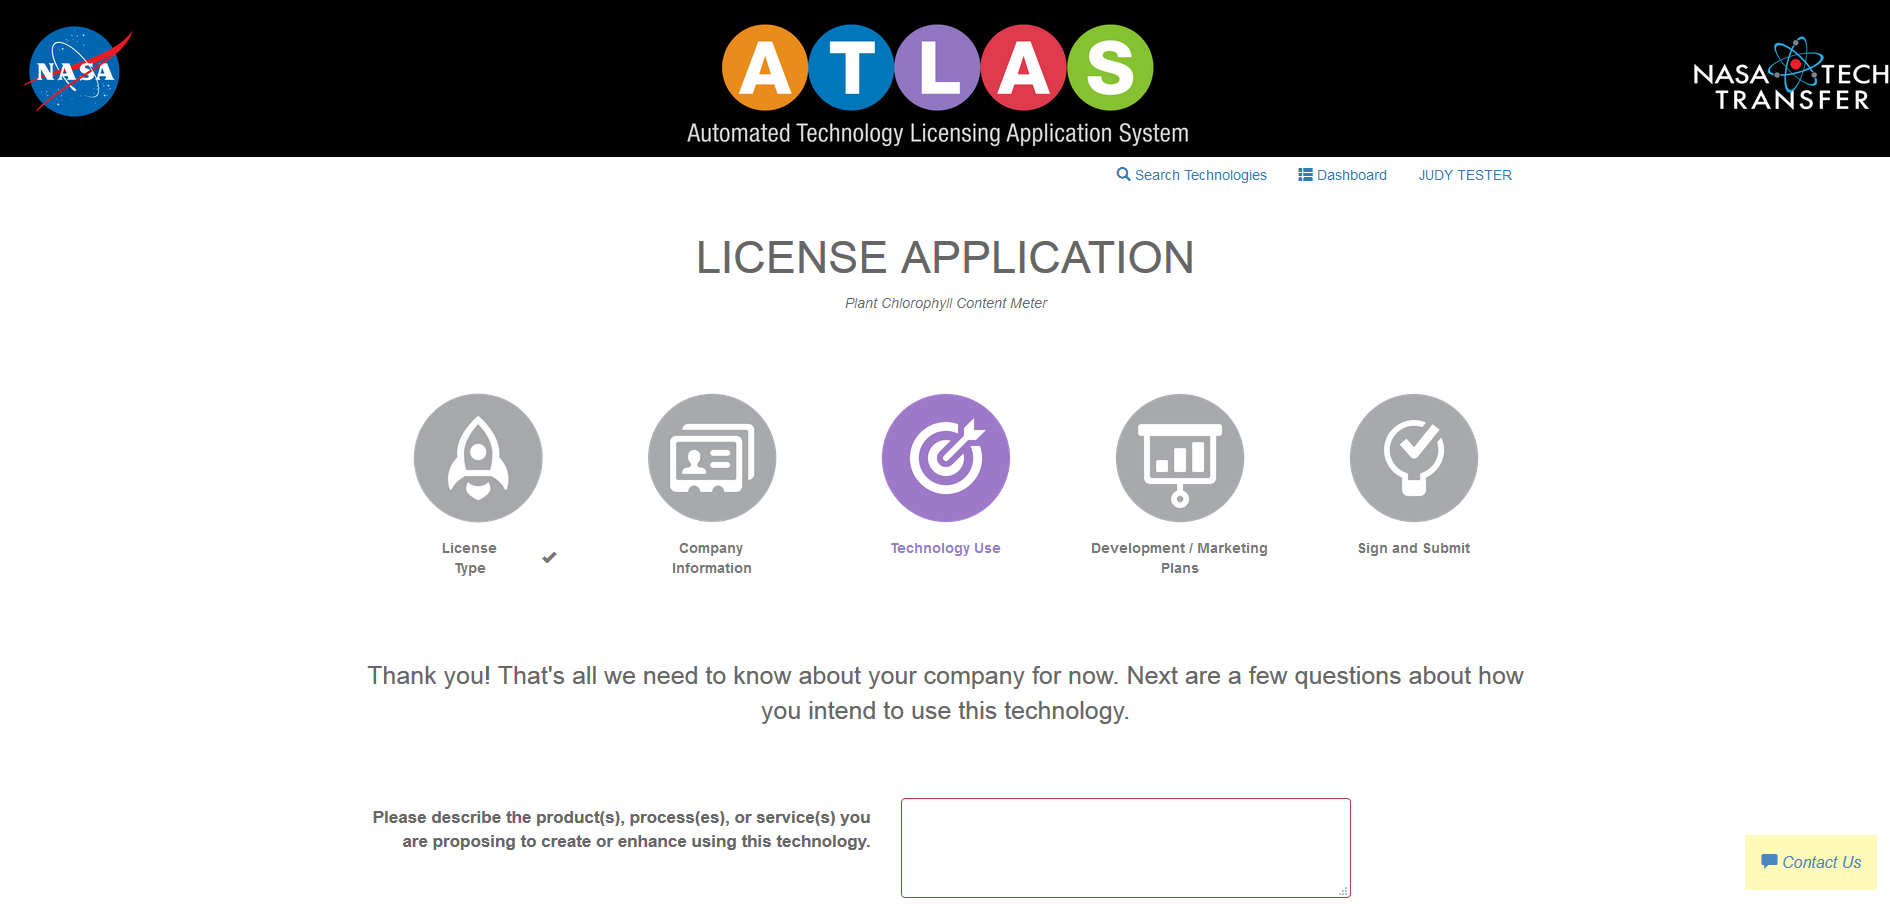 NASA
ATLAS
Automated Technology Licensing Application System
NASA TECH
TRANSFER
Search Technologies
Dashboard
JUDY TESTER
LICENSE APPLICATION
Plant Chlorophyll Content Meter
License
Type
Company
Information
Technology Use
Development / Marketing
Plans
Sign and Submit
Thank you! That's all we need to know about your company for now. Next are a few questions about how
you intend to use this technology.
Please describe the product(s), process(es), or service(s) you
are proposing to create or enhance using this technology.
Contact Us